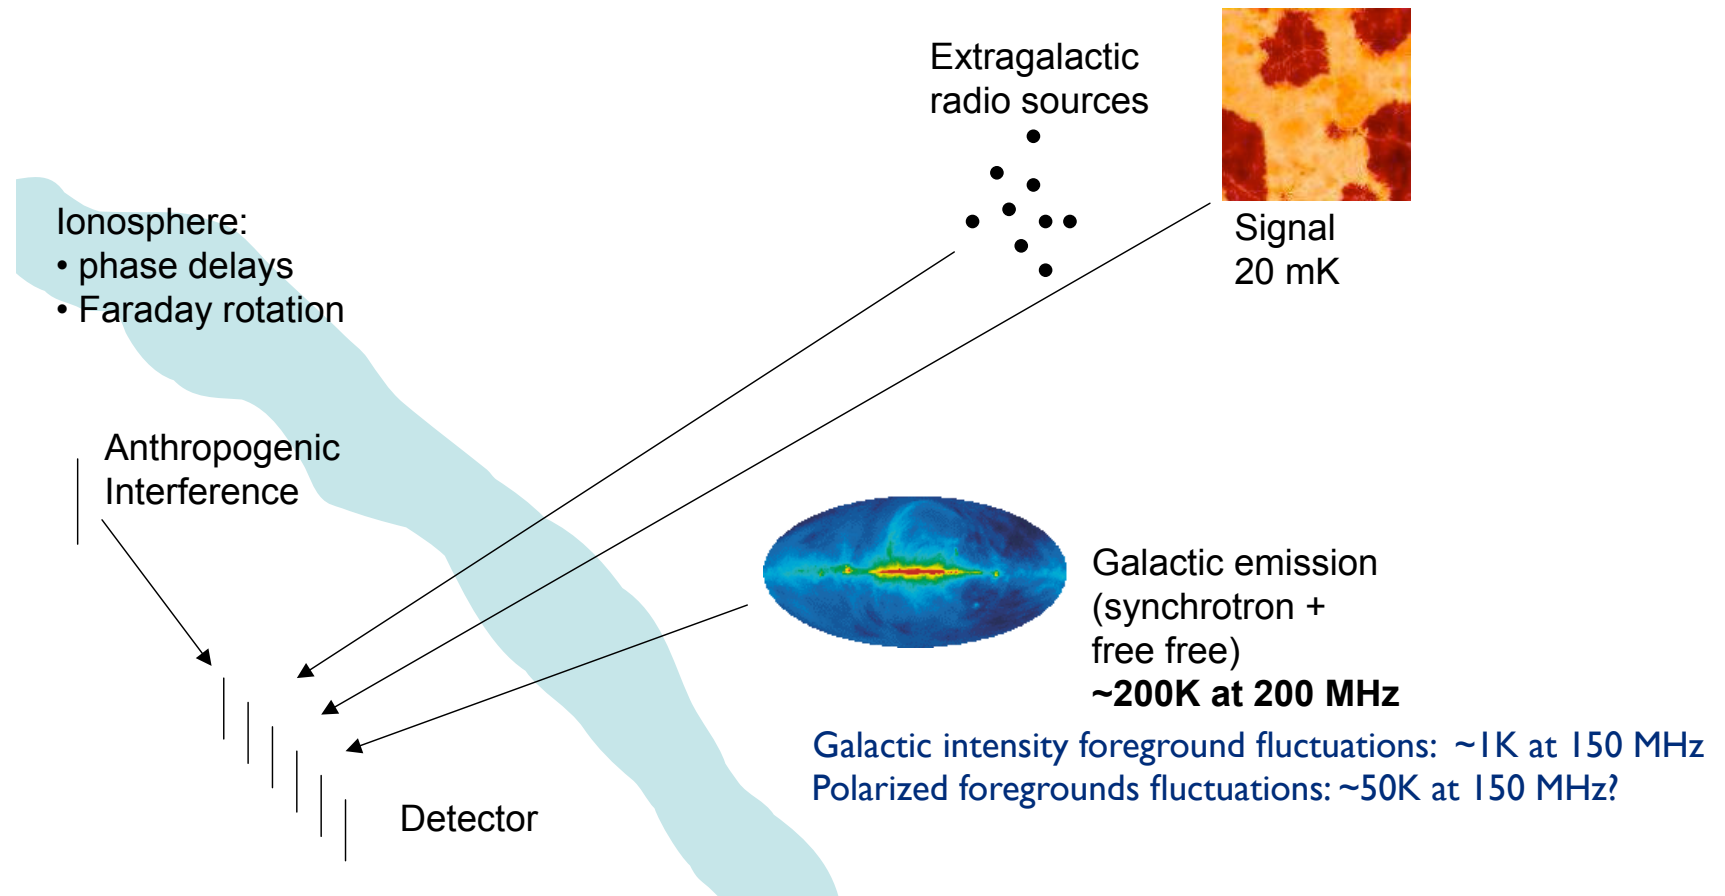 Extragalactic
radio sources
Signal
20 mK
Ionosphere:
• phase delays
• Faraday rotation
Anthropogenic
Interference
Galactic emission
(synchrotron +
free free)
~200K at 200 MHz
Galactic intensity foreground fluctuations: ~1K at 150 MHz
Polarized foregrounds fluctuations: ~50K at 150 MHz?
Detector